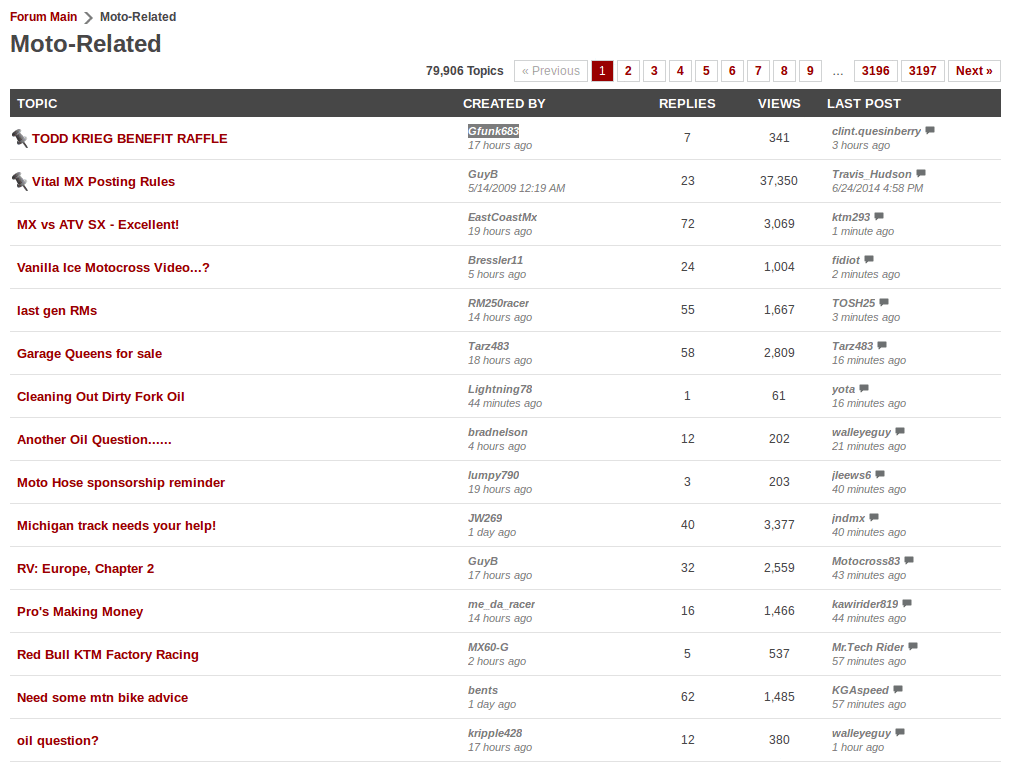 Forum Main Moto-Related
Moto-Related
79,906 Topics « Previous 1 2 3 4 5 6 7 8 9 ... 3196 3197 Next »
TOPIC CREATED BY REPLIES VIEWS LAST POST
TODD KRIEG BENEFIT RAFFLE Gfunk683 7 341 clint.quesinberry
17 hours ago 3 hours ago
Vital MX Posting Rules GuyB 23 37,350 Travis_Hudson
5/14/2009 12:19 AM 6/24/2014 4:58 PM
MX vs ATV SX - Excellent! EastCoastMx 72 3,069 ktm293
19 hours ago 1 minute ago
Vanilla Ice Motocross Video...? Bressler11 24 1,004 fidiot
5 hours ago 2 minutes ago
last gen RMs RM250racer 55 1,667 TOSH25
14 hours ago 3 minutes ago
Garage Queens for sale Tarz483 58 2,809 Tarz483
18 hours ago 16 minutes ago
Cleaning Out Dirty Fork Oil Lightning78 1 61 yota
44 minutes ago 16 minutes ago
Another Oil Question...... bradnelson 12 202 walleyeguy
4 hours ago 21 minutes ago
Moto Hose sponsorship reminder lumpy790 3 203 jleews6
19 hours ago 40 minutes ago
Michigan track needs your help! JW269 40 3,377 jndmx
1 day ago 40 minutes ago
RV: Europe, Chapter 2 GuyB 32 2,559 Motocross83
17 hours ago 43 minutes ago
Pro's Making Money me_da_racer 16 1,466 kawirider819
14 hours ago 44 minutes ago
Red Bull KTM Factory Racing MX60-G 5 537 Mr.Tech Rider
2 hours ago 57 minutes ago
Need some mtn bike advice bents 62 1,485 KGAspeed
1 day ago 57 minutes ago
oil question? kripple428 12 380 walleyeguy
17 hours ago 1 hour ago